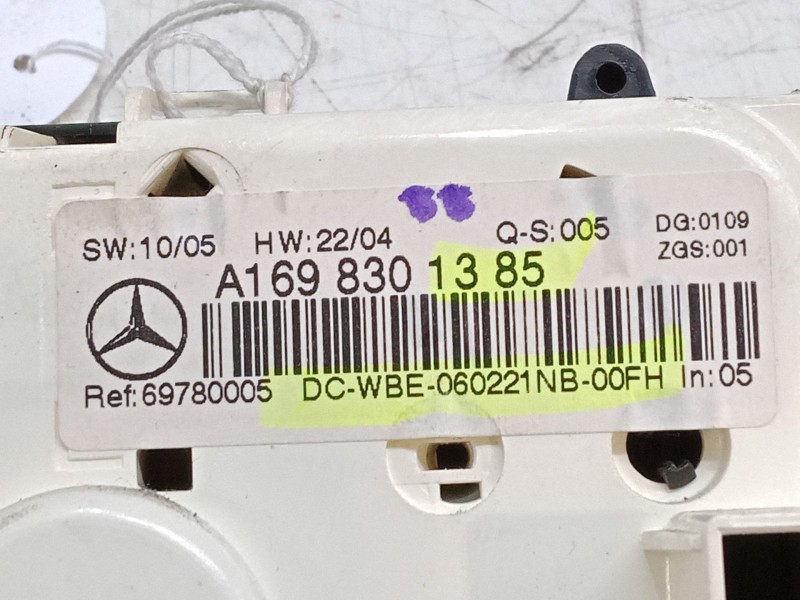 SW:10/05 HW:22/04 Q-S:005 DG:0109
ZGS:001
A169 830 13 85
Ref:69780005 DC-WBE-060221NB-00FH In:05